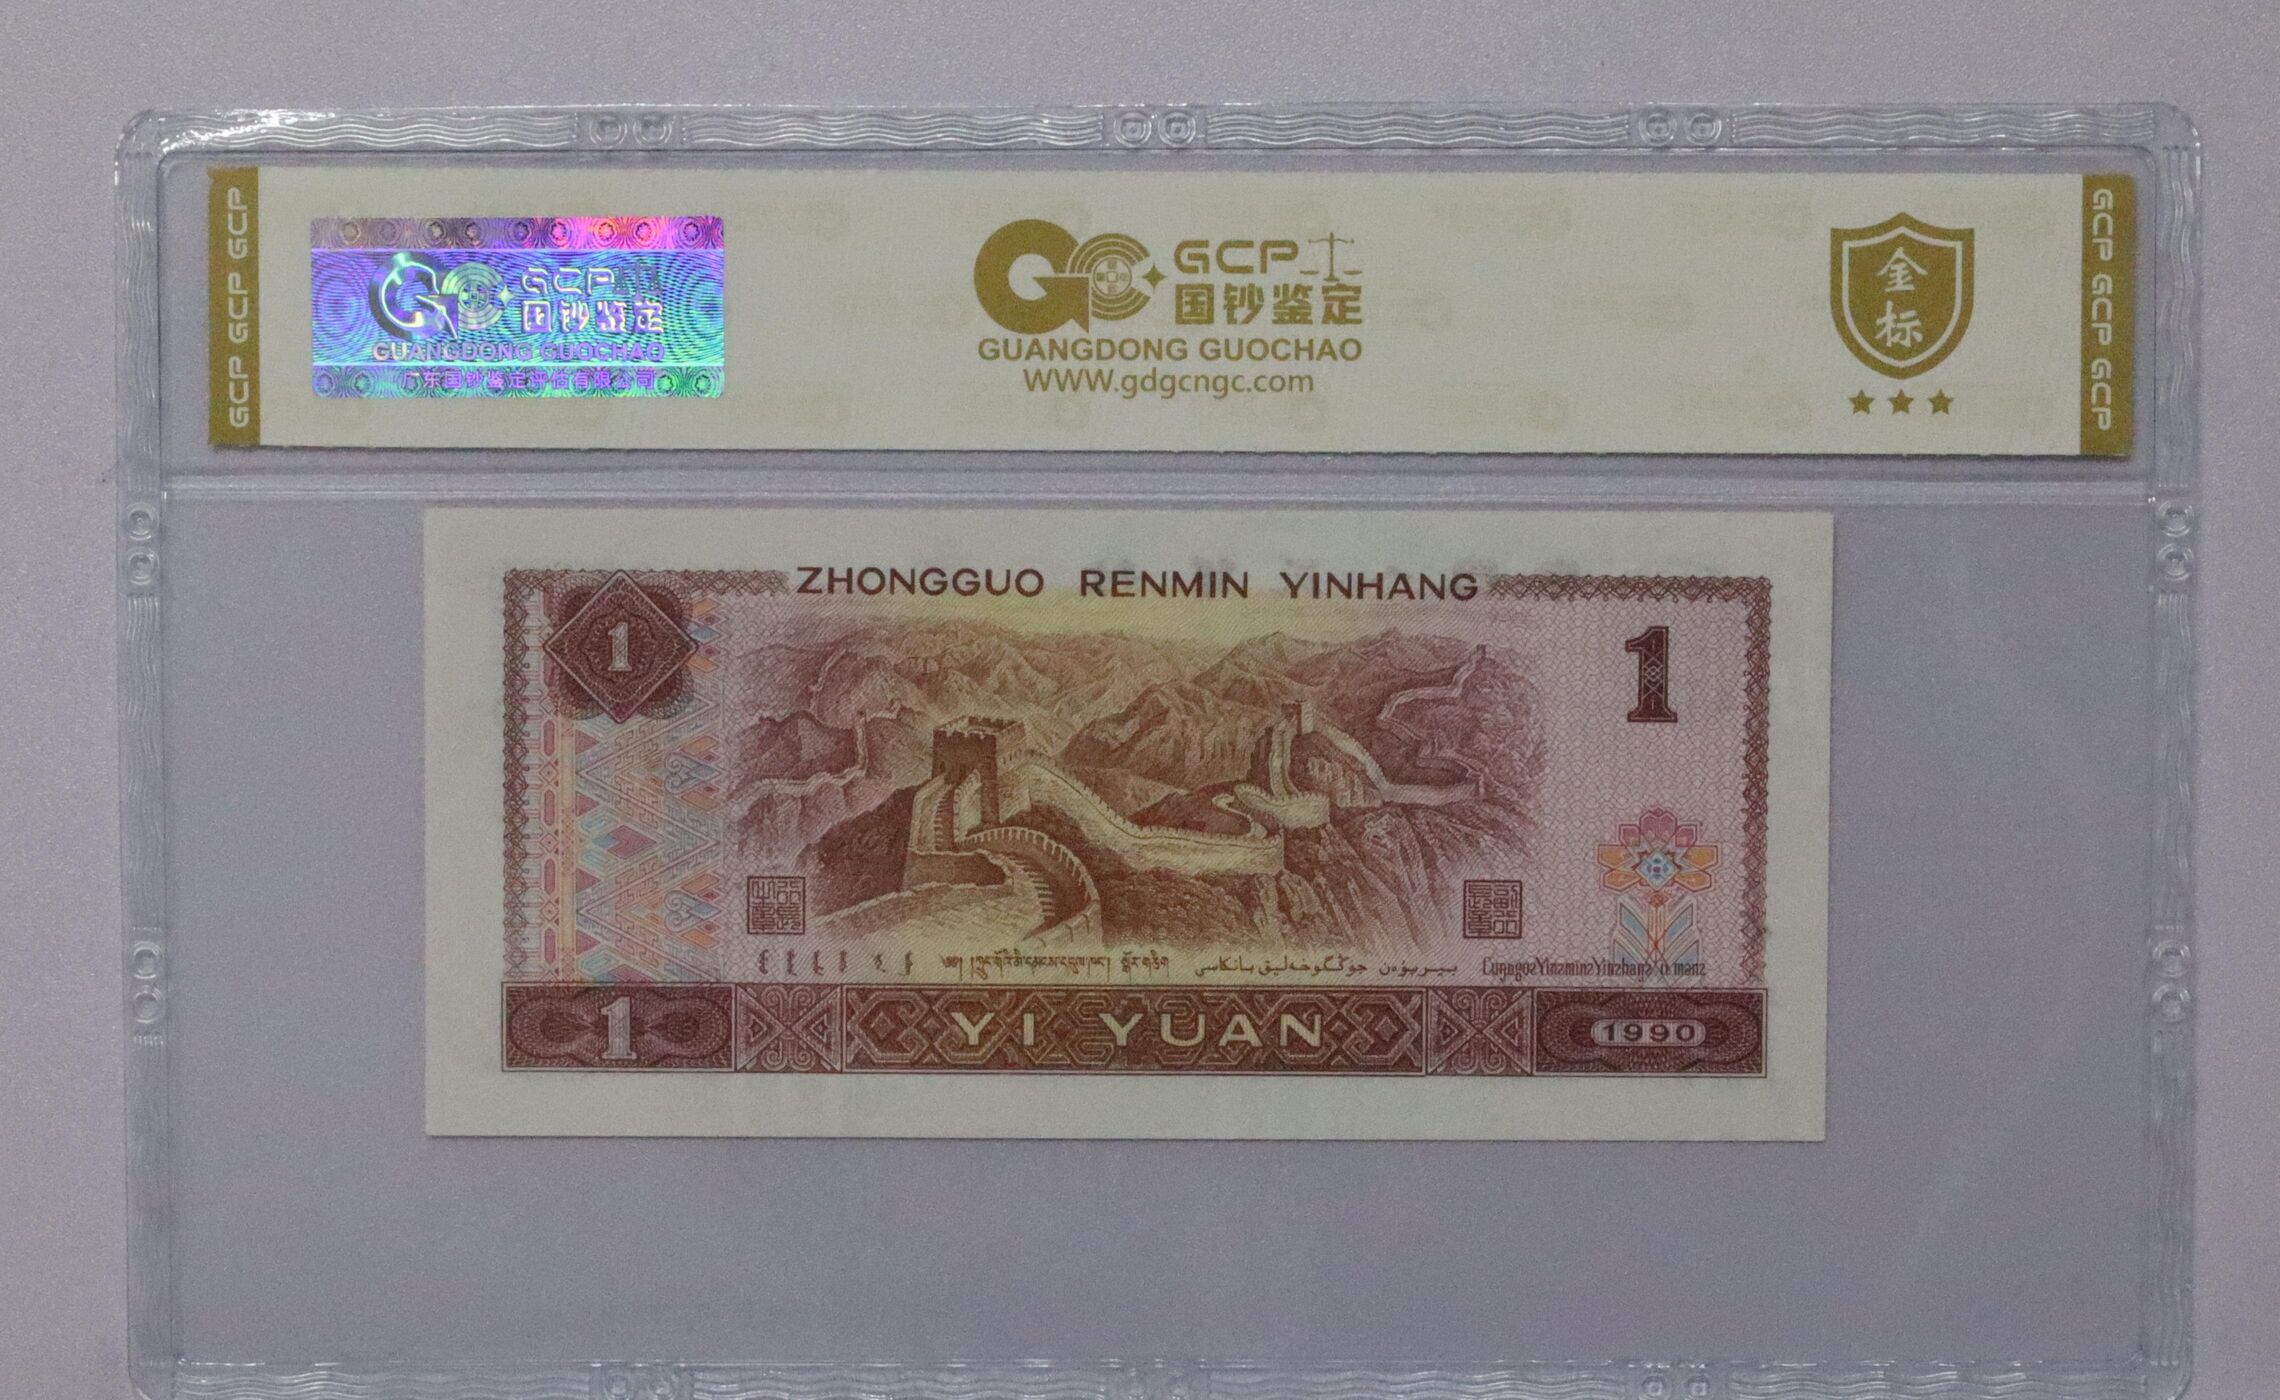 GCP GCP GCP
GCP
国钞鉴定
GUANGDONG GUOCHAO
广东国钞鉴定评估有限公司
GCP
国钞鉴定
GUANGDONG GUOCHAO
WWW.gdgcngc.com
金
标
GCP GCP GCP
ZHONGGUO RENMIN YINHANG
1
1
1
YI YUAN
1990